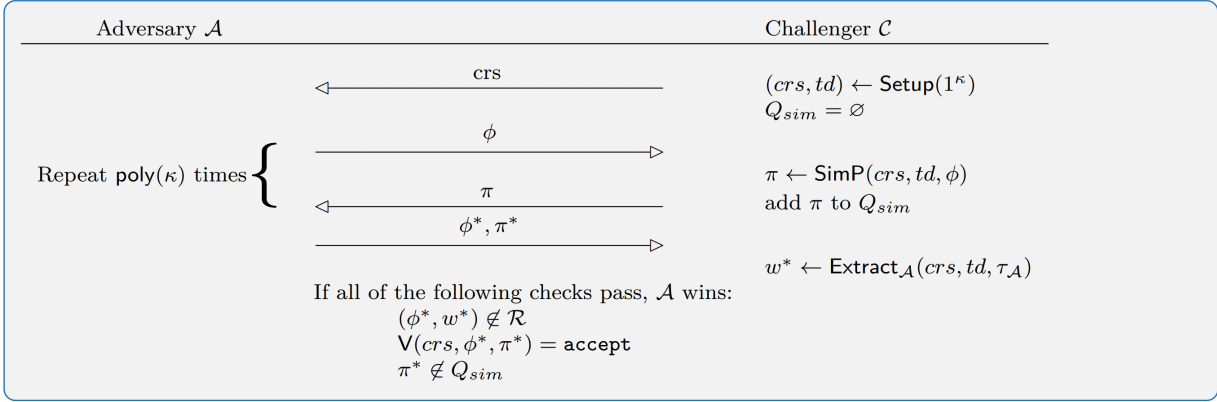 Adversary 𝒜 Challenger 𝒞
crs
(crs, td) ← Setup(1^κ)
Q_sim = ∅
ϕ
Repeat poly(κ) times {
π ← SimP(crs, td, ϕ)
π
add π to Q_sim
ϕ*, π*
w* ← Extract_𝒜(crs, td, τ_𝒜)
If all of the following checks pass, 𝒜 wins:
(ϕ*, w*) ∉ ℛ
V(crs, ϕ*, π*) = accept
π* ∉ Q_sim